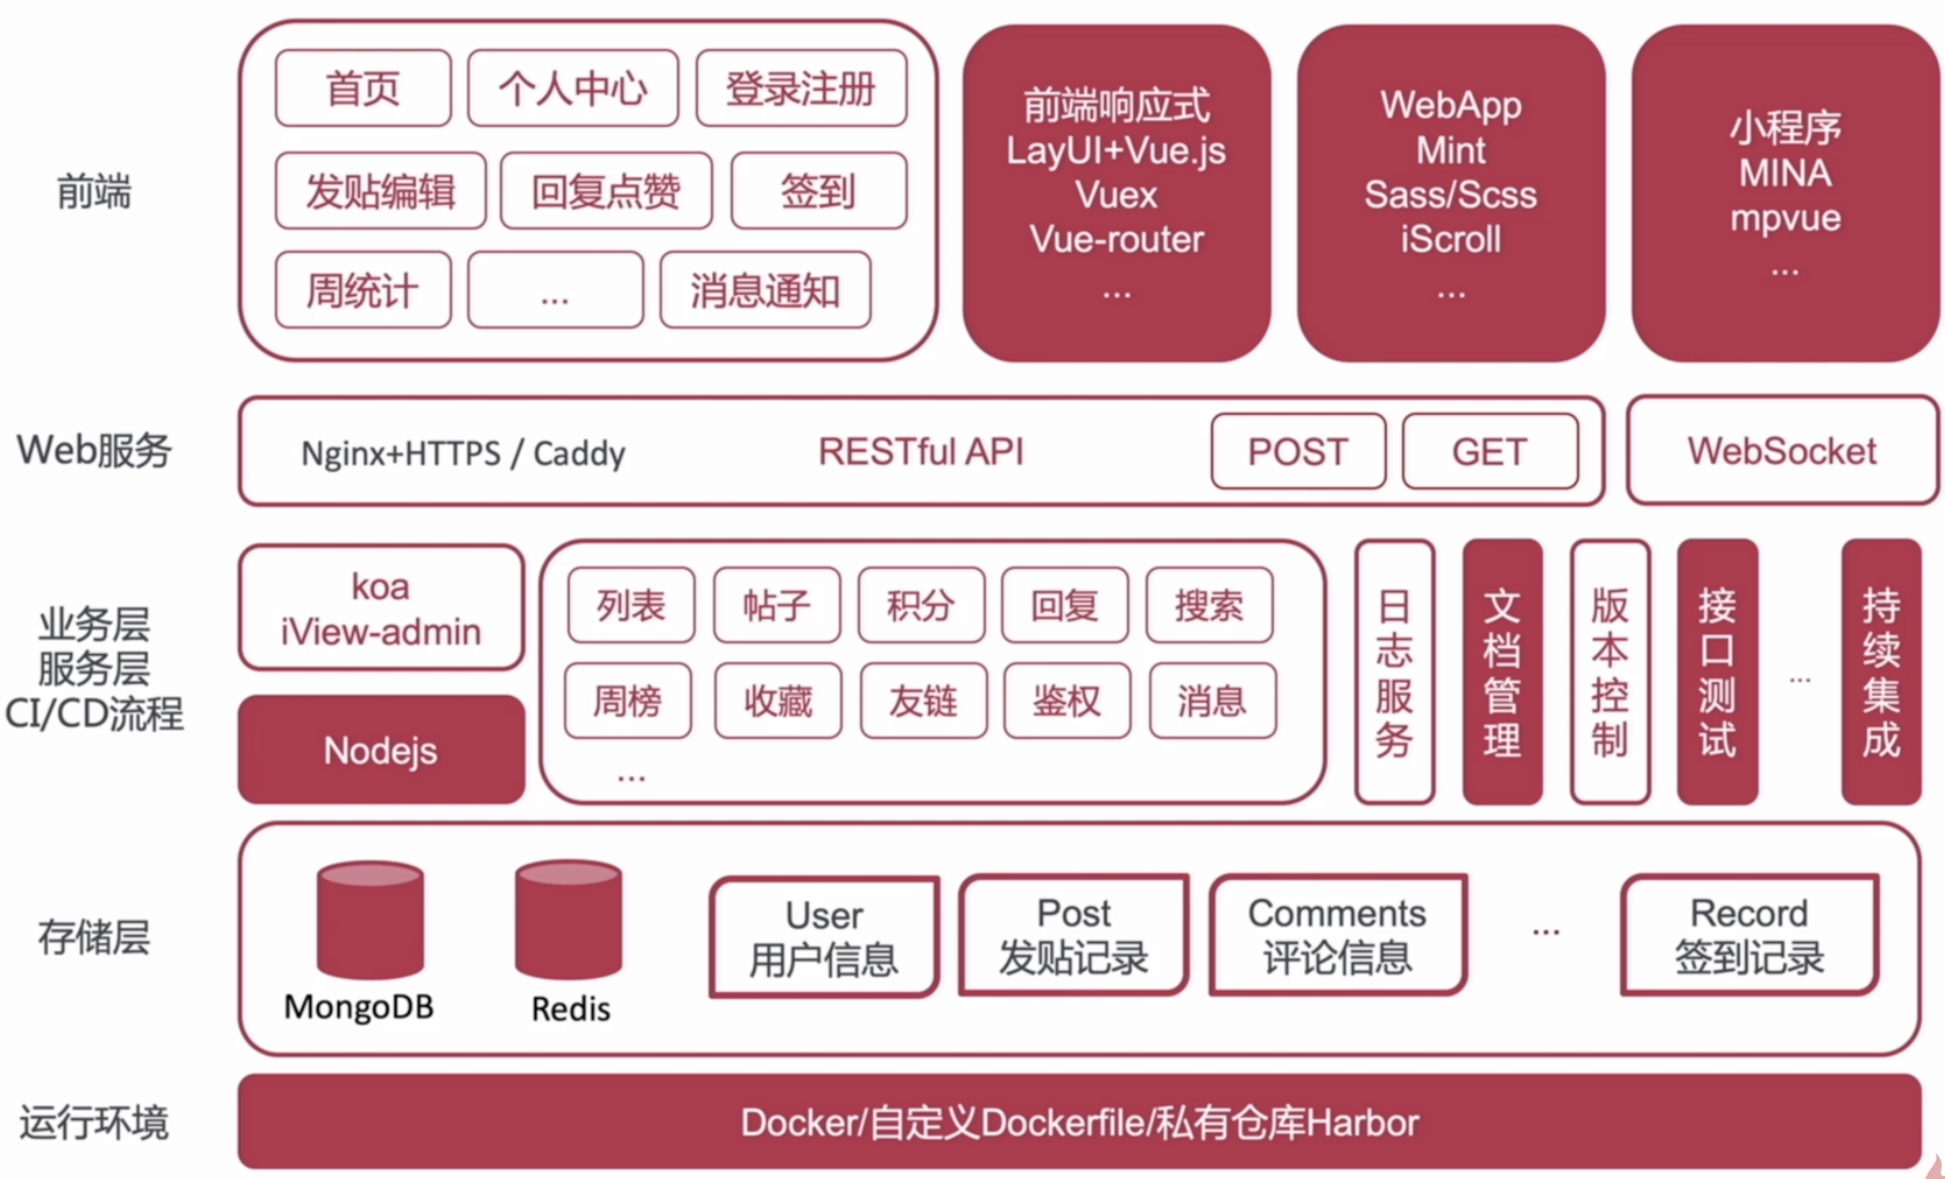 前端
首页
个人中心
登录注册
发贴编辑
回复点赞
签到
周统计
...
消息通知
前端响应式
LayUI+Vue.js
Vuex
Vue-router
...
WebApp
Mint
Sass/Scss
iScroll
...
小程序
MINA
mpvue
...
Web服务
Nginx+HTTPS / Caddy
RESTful API
POST
GET
WebSocket
业务层
服务层
CI/CD流程
koa
iView-admin
Nodejs
列表
帖子
积分
回复
搜索
周榜
收藏
友链
鉴权
消息
...
日志服务
文档管理
版本控制
接口测试
...
持续集成
存储层
MongoDB
Redis
User
用户信息
Post
发贴记录
Comments
评论信息
...
Record
签到记录
运行环境
Docker/自定义Dockerfile/私有仓库Harbor